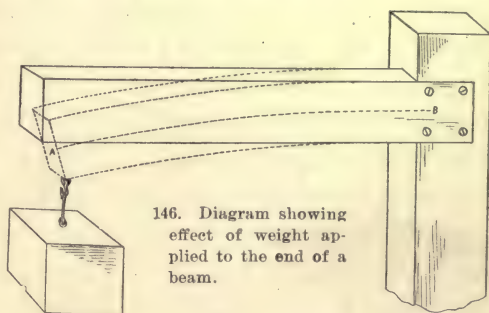 B
A
146. Diagram showing
effect of weight ap-
plied to the end of a
beam.